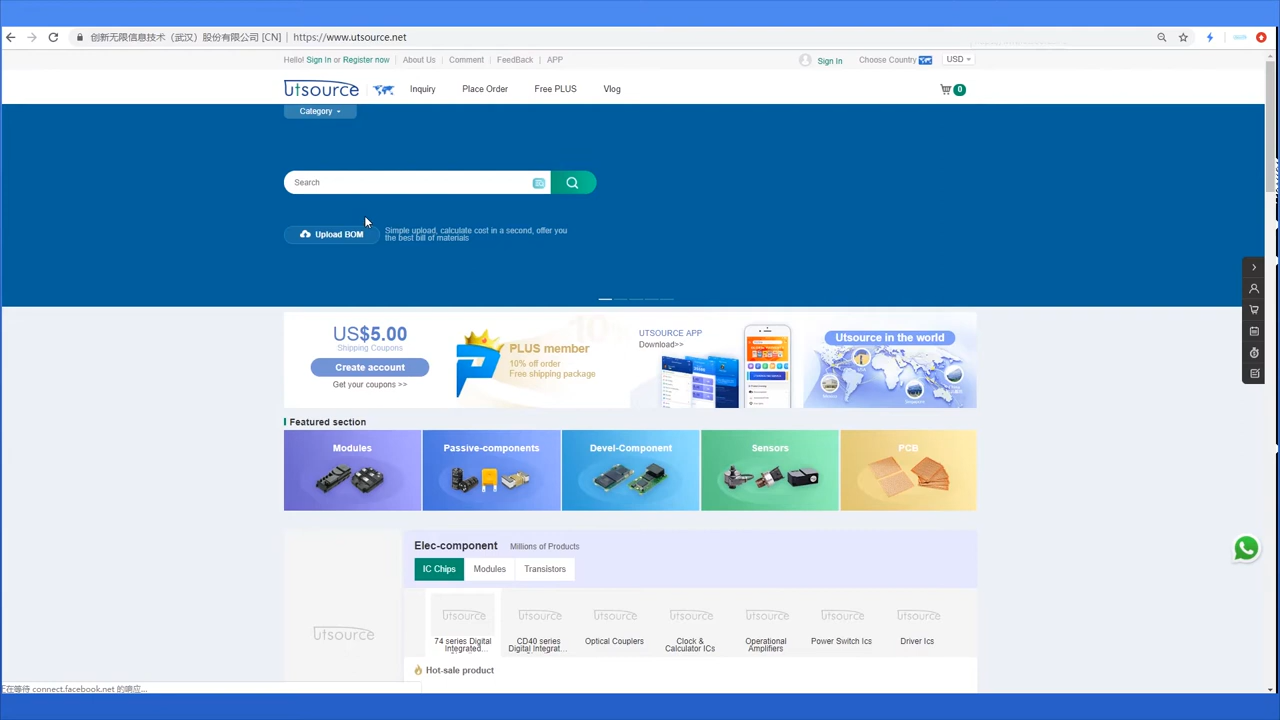 创新无限信息技术（武汉）股份有限公司 [CN] | https://www.utsource.net
Hello! Sign In or Register now | About Us | Comment | FeedBack | APP
Sign In
Choose Country
USD
utsource
Inquiry
Place Order
Free PLUS
Vlog
0
Category
Search
Upload BOM
Simple upload, calculate cost in a second, offer you
the best bill of materials
US$5.00
Shipping Coupons
Create account
Get your coupons >>
PLUS member
10% off order
Free shipping package
UTSOURCE APP
Download>>
Utsource in the world
Featured section
Modules
Passive-components
Devel-Component
Sensors
PCB
Elec-component
Millions of Products
IC Chips
Modules
Transistors
utsource
utsource
utsource
utsource
utsource
utsource
utsource
utsource
74 series Digital
Integrated...
CD40 series
Digital Integrat...
Optical Couplers
Clock &
Calculator ICs
Operational
Amplifiers
Power Switch Ics
Driver Ics
Hot-sale product
正在等待 connect.facebook.net 的响应...